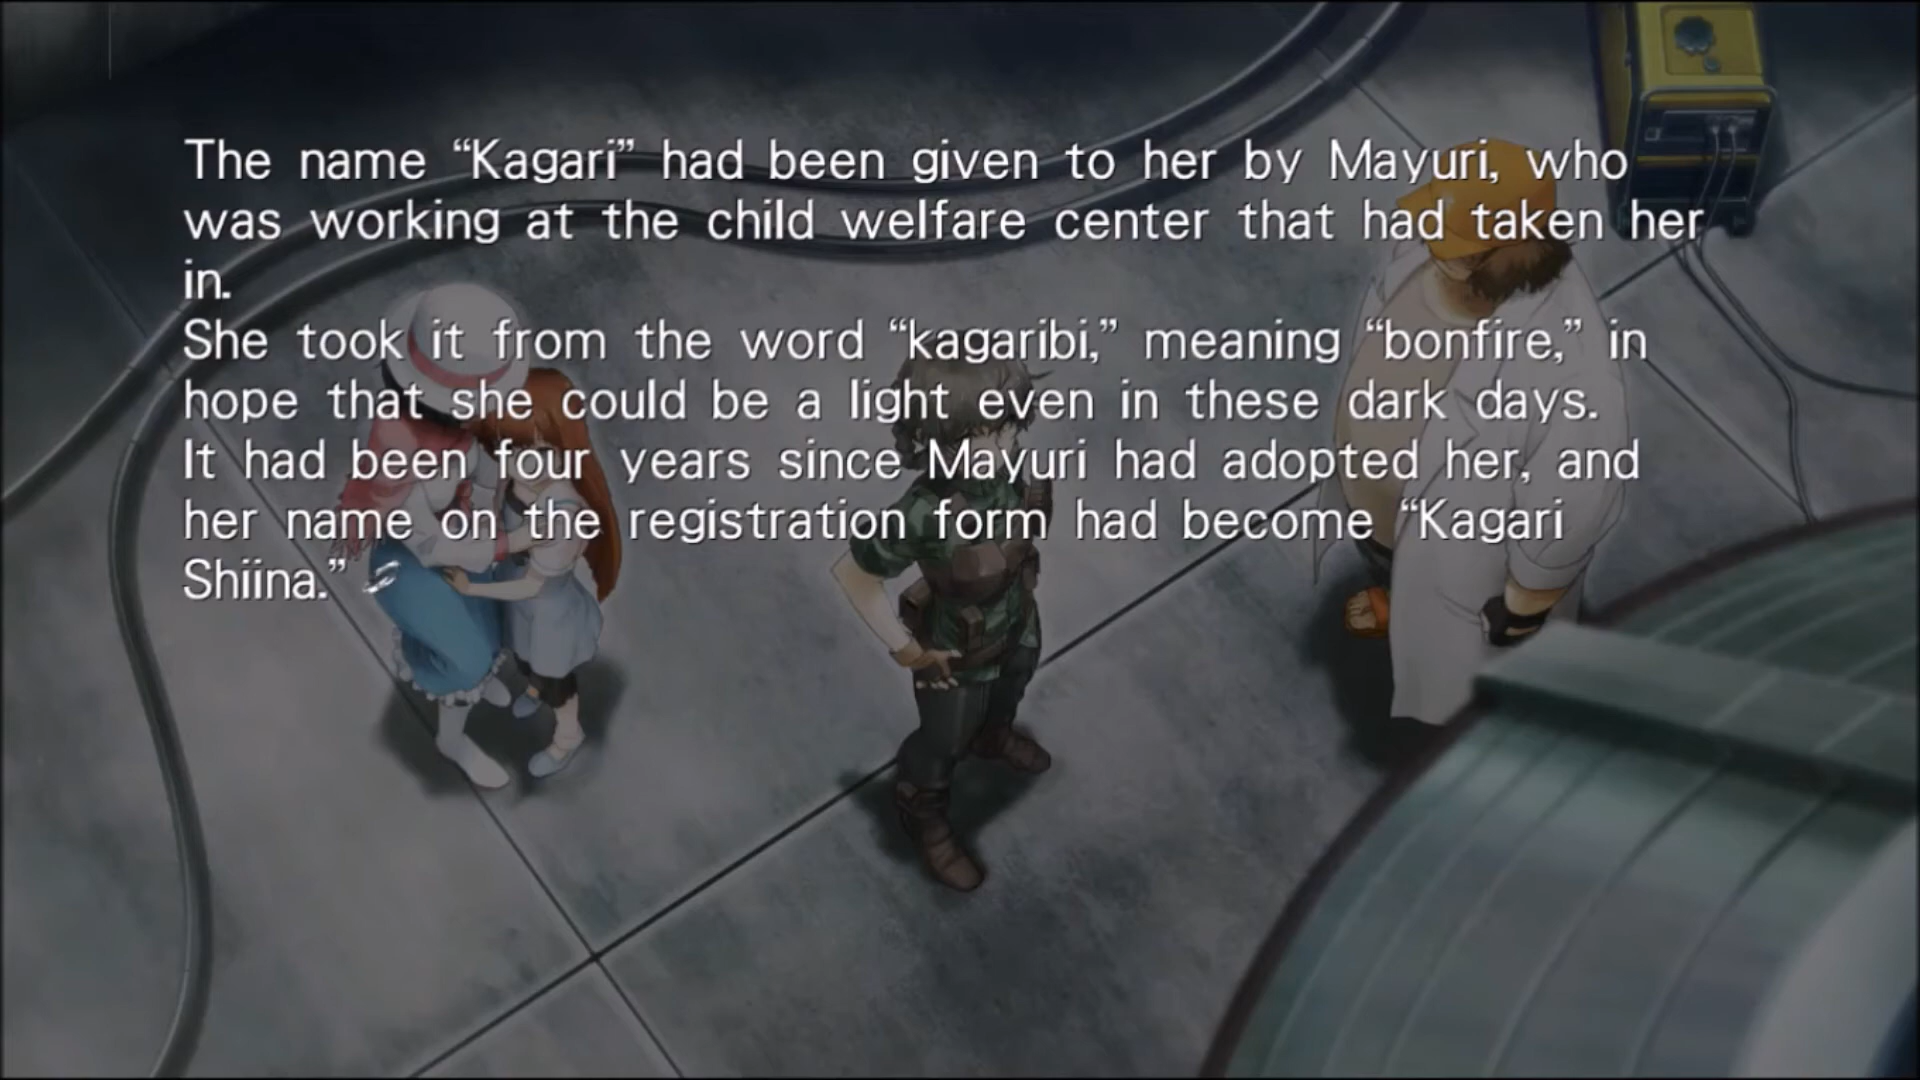 The name “Kagari” had been given to her by Mayuri, who
was working at the child welfare center that had taken her
in.
She took it from the word “kagaribi,” meaning “bonfire,” in
hope that she could be a light even in these dark days.
It had been four years since Mayuri had adopted her, and
her name on the registration form had become “Kagari
Shiina.”